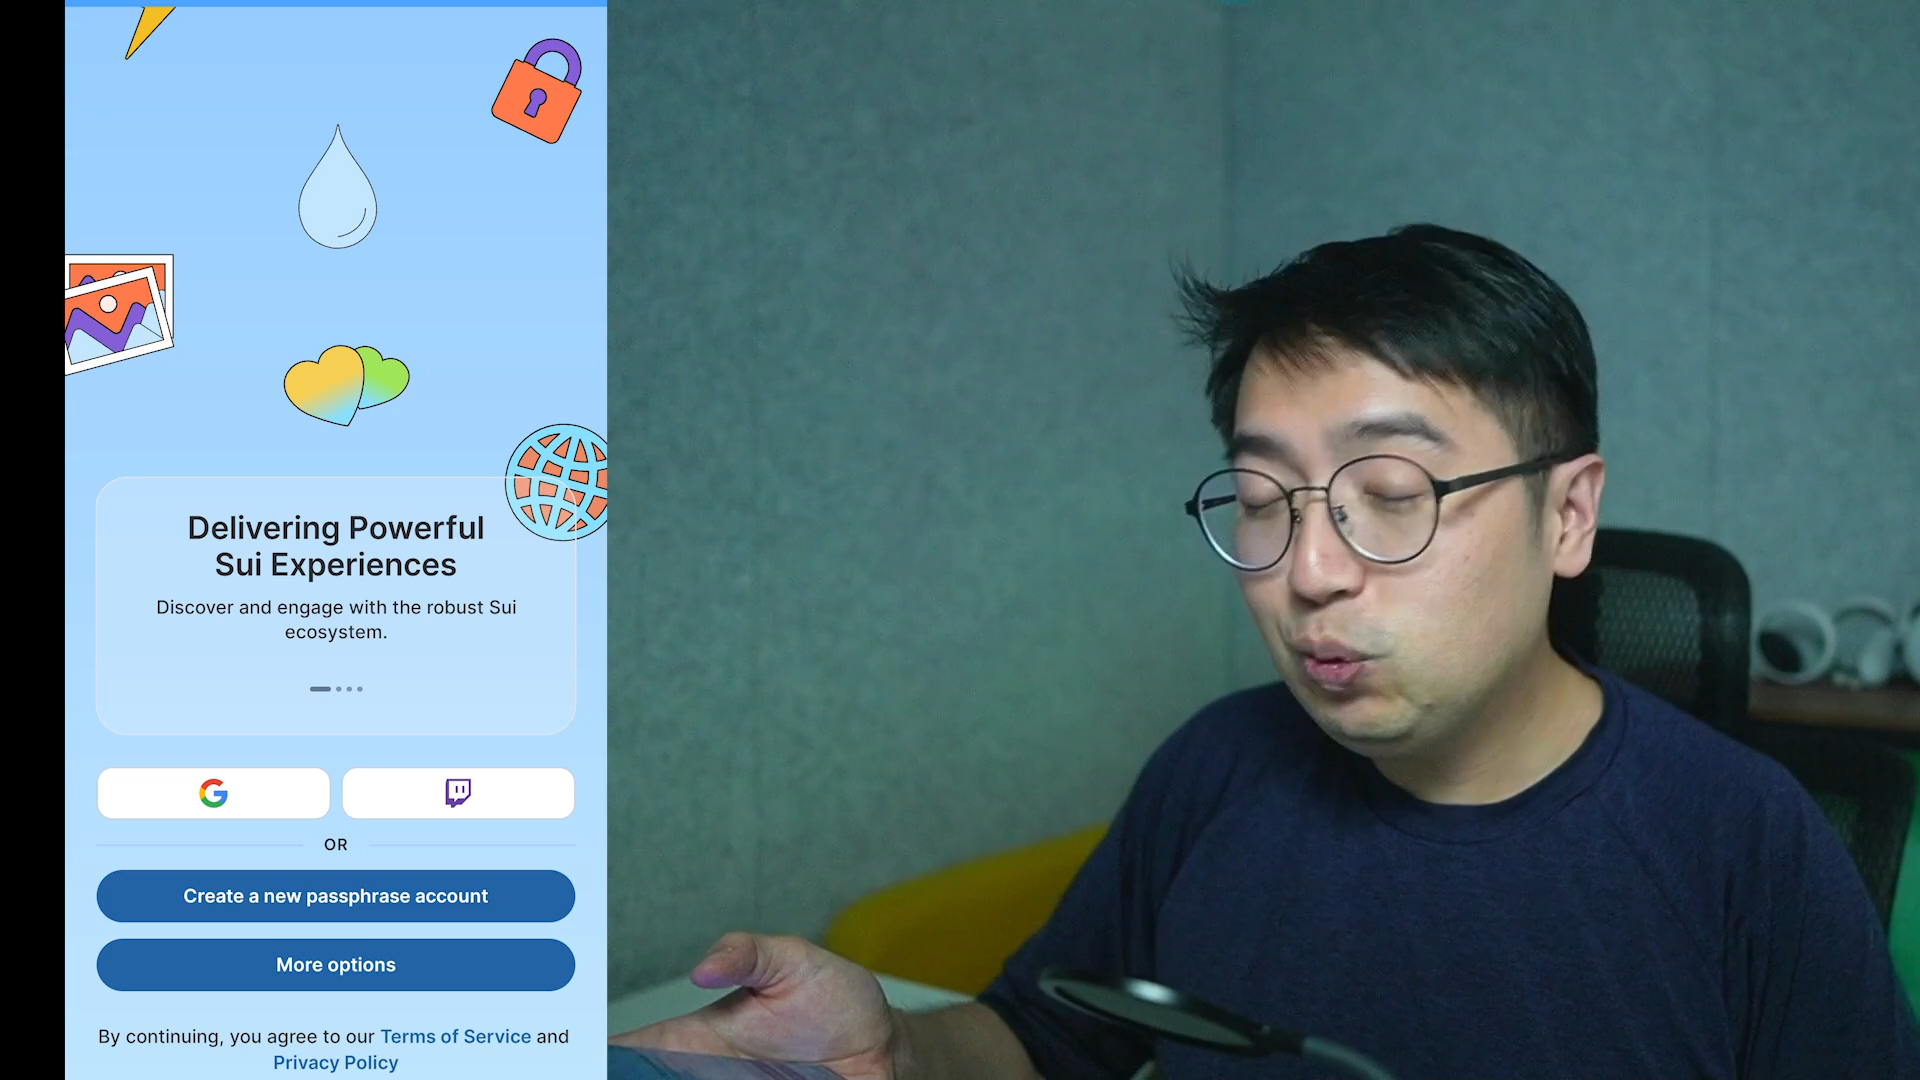 Delivering Powerful
Sui Experiences
Discover and engage with the robust Sui
ecosystem.
OR
Create a new passphrase account
More options
By continuing, you agree to our Terms of Service and
Privacy Policy